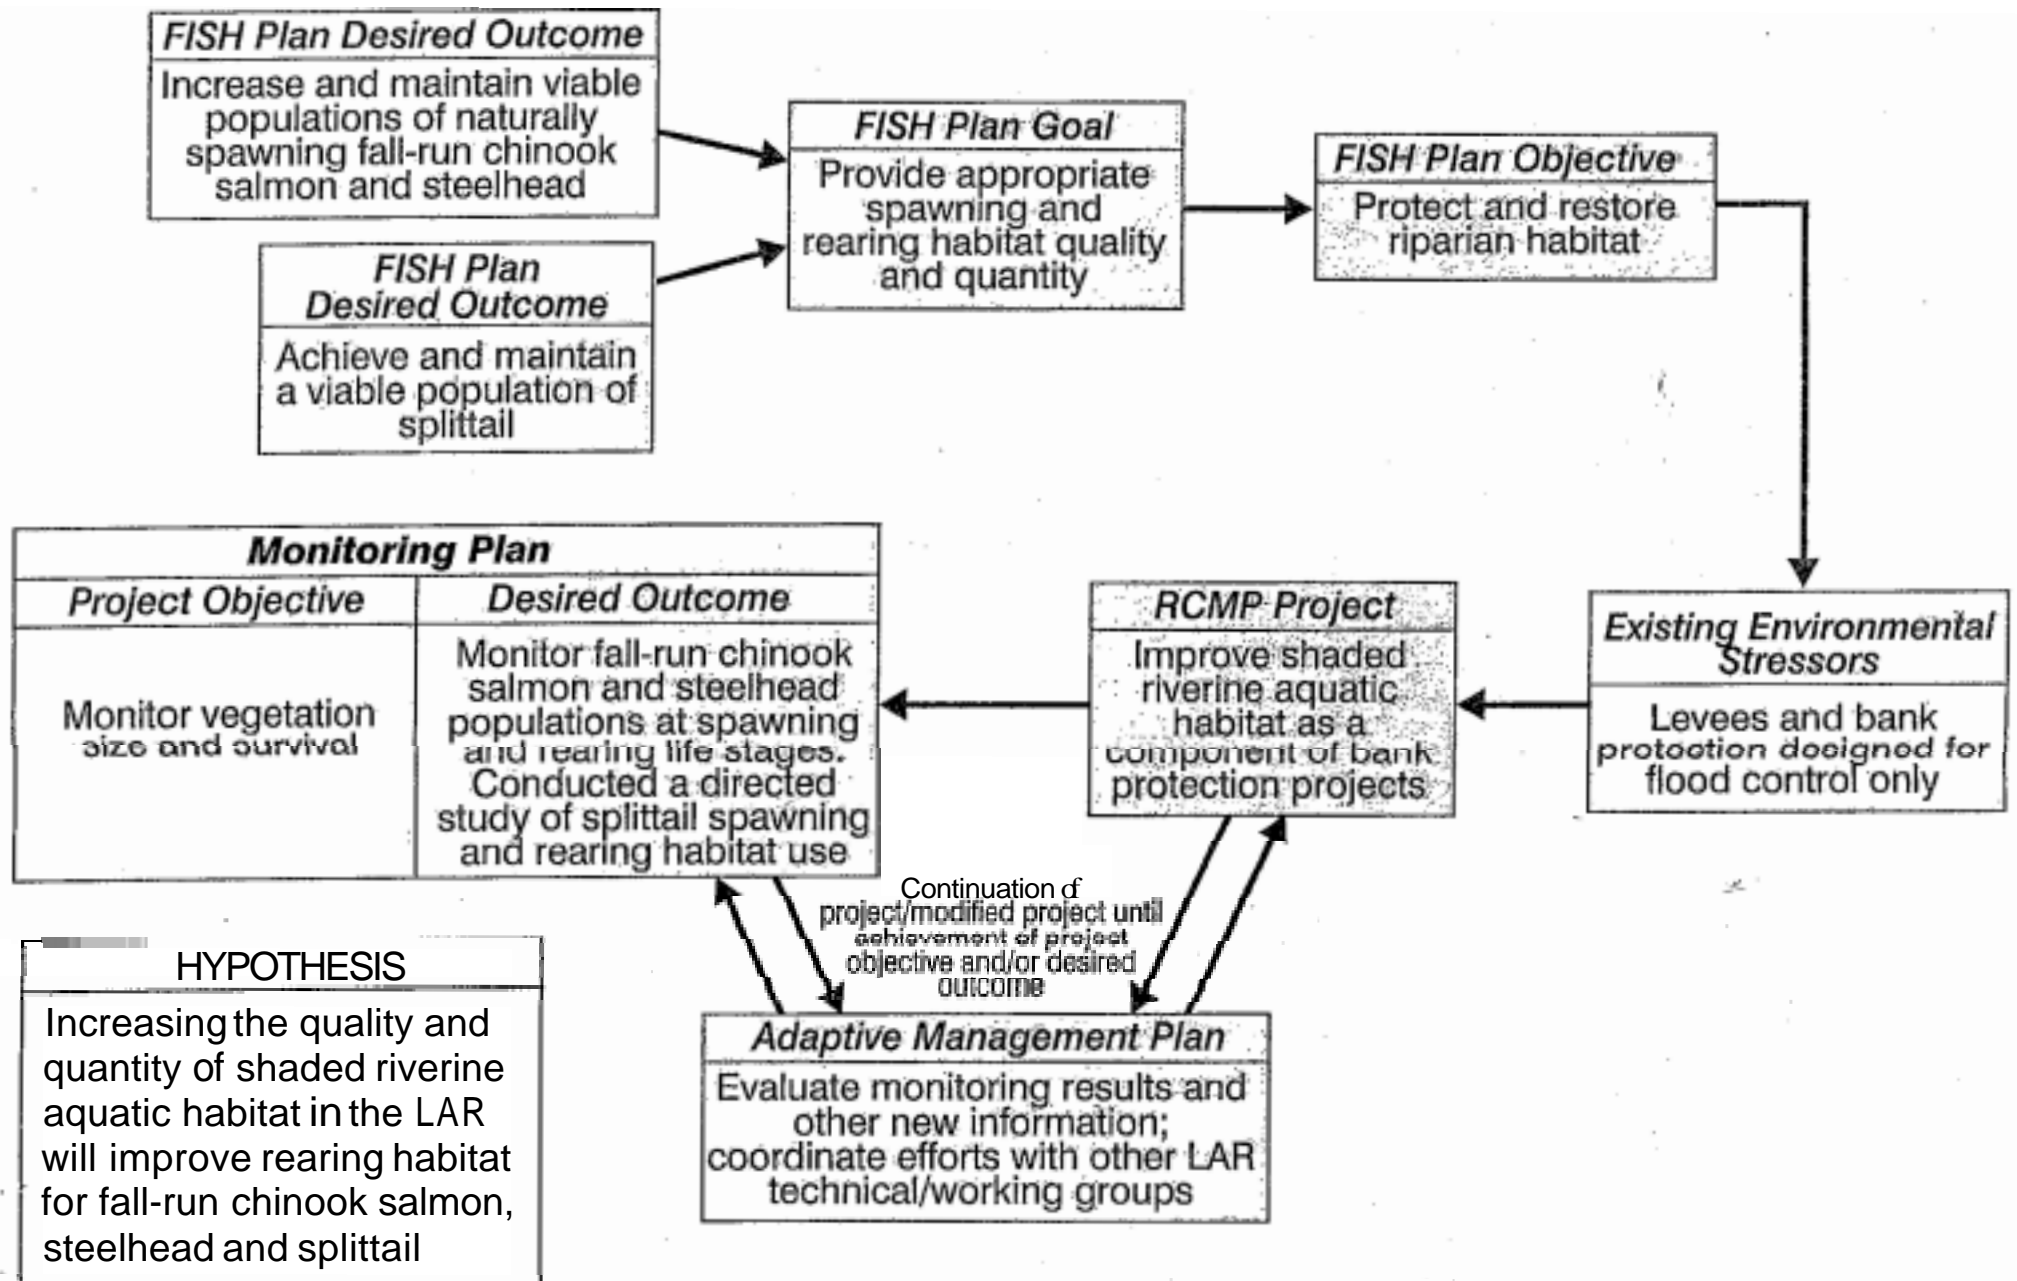 FISH Plan Desired Outcome
Increase and maintain viable
populations of naturally
spawning fall-run chinook
salmon and steelhead
FISH Plan
Desired Outcome
Achieve and maintain
a viable population of
splittail
FISH Plan Goal
Provide appropriate
spawning and
rearing habitat quality
and quantity
FISH Plan Objective
Protect and restore
riparian habitat
Existing Environmental
Stressors
Levees and bank
protection designed for
flood control only
RCMP Project
Improve shaded
riverine aquatic
habitat as a
component of bank
protection projects
Monitoring Plan
Project Objective
Monitor vegetation
size and survival
Desired Outcome
Monitor fall-run chinook
salmon and steelhead
populations at spawning
and rearing life stages.
Conducted a directed
study of splittail spawning
and rearing habitat use
Continuation of
project/modified project until
achievement of project
objective and/or desired
outcome
Adaptive Management Plan
Evaluate monitoring results and
other new information;
coordinate efforts with other LAR
technical/working groups
HYPOTHESIS
Increasing the quality and
quantity of shaded riverine
aquatic habitat in the LAR
will improve rearing habitat
for fall-run chinook salmon,
steelhead and splittail